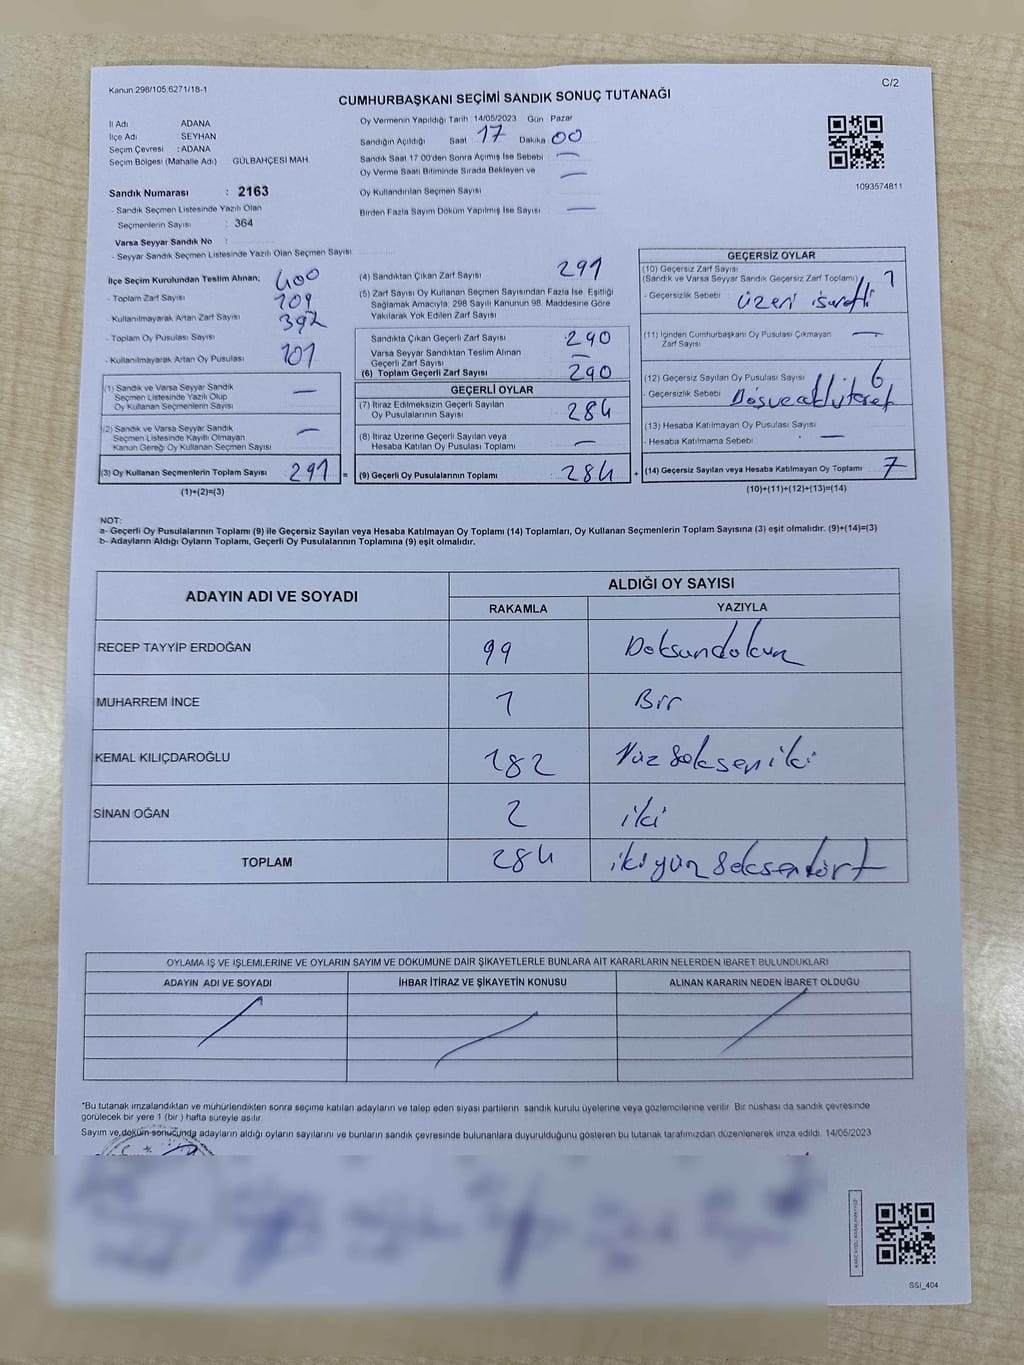 Kanun:298/105;6271/18-1
C/2
CUMHURBAŞKANI SEÇİMİ SANDIK SONUÇ TUTANAĞI
İl Adı ADANA
İlçe Adı : SEYHAN
Seçim Çevresi : ADANA
Seçim Bölgesi (Mahalle Adı) GÜLBAHÇESİ MAH
Oy Vermenin Yapıldığı Tarih 14/05/2023 Gün Pazar
Sandığın Açıldığı Saat 17 Dakika 00
Sandık Saat 17:00'den Sonra Açımış İse Sebebi —
Oy Verme Saati Bitiminde Sırada Bekleyen ve —
Oy Kullandırılan Seçmen Sayısı
Birden Fazla Sayım Döküm Yapılmış İse Sayısı —
1093574811
Sandık Numarası : 2163
- Sandık Seçmen Listesinde Yazılı Olan
Seçmenlerin Sayısı : 364
Varsa Seyyar Sandık No :
- Seyyar Sandık Seçmen Listesinde Yazılı Olan Seçmen Sayısı
İlçe Seçim Kurulundan Teslim Alınan; 400
- Toplam Zarf Sayısı 109
Kullanılmayarak Artan Zarf Sayısı 392
- Toplam Oy Pusulası Sayısı
- Kullanılmayarak Artan Oy Pusulası 101
(1) Sandık ve Varsa Seyyar Sandık —
Seçmen Listesinde Yazılı Olup
Oy Kullanan Seçmenlerin Sayısı
(2) Sandık ve Varsa Seyyar Sandık —
Seçmen Listesinde Kayıtlı Olmayan
Kanun Gereği Oy Kullanan Seçmen Sayısı
(3) Oy Kullanan Seçmenlerin Toplam Sayısı 291 =
(1)+(2)=(3)
(4) Sandıktan Çıkan Zarf Sayısı 291
(5) Zarf Sayısı Oy Kullanan Seçmen Sayısından Fazla İse, Eşitliği
Sağlamak Amacıyla, 298 Sayılı Kanunun 98. Maddesine Göre
Yakılarak Yok Edilen Zarf Sayısı
Sandıkta Çıkan Geçerli Zarf Sayısı 290
Varsa Seyyar Sandıktan Teslim Alınan —
Geçerli Zarf Sayısı
(6) Toplam Geçerli Zarf Sayısı 290
GEÇERLİ OYLAR
(7) İtiraz Edilmeksizin Geçerli Sayılan 284
Oy Pusulalarının Sayısı
(8) İtiraz Üzerine Geçerli Sayılan veya —
Hesaba Katılan Oy Pusulası Toplamı
(9) Geçerli Oy Pusulalarının Toplamı 284 +
GEÇERSİZ OYLAR
(10) Geçersiz Zarf Sayısı 1
(Sandık ve Varsa Seyyar Sandık Geçersiz Zarf Toplamı)
- Geçersizlik Sebebi üzeri işaretli
(11) İçinden Cumhurbaşkanı Oy Pusulası Çıkmayan —
Zarf Sayısı
(12) Geçersiz Sayılan Oy Pusulası Sayısı 6
- Geçersizlik Sebebi
(13) Hesaba Katılmayan Oy Pusulası Sayısı
- Hesaba Katılmama Sebebi : —
(14) Geçersiz Sayılan veya Hesaba Katılmayan Oy Toplamı 7
(10)+(11)+(12)+(13)=(14)
NOT:
a- Geçerli Oy Pusulalarının Toplamı (9) ile Geçersiz Sayılan veya Hesaba Katılmayan Oy Toplamı (14) Toplamları, Oy Kullanan Seçmenlerin Toplam Sayısına (3) eşit olmalıdır. (9)+(14)=(3)
b- Adayların Aldığı Oyların Toplamı, Geçerli Oy Pusulalarının Toplamına (9) eşit olmalıdır.
ADAYIN ADI VE SOYADI
ALDIĞI OY SAYISI
RAKAMLA YAZIYLA
RECEP TAYYİP ERDOĞAN 99 Doksandokuz
MUHARREM İNCE 1 Bir
KEMAL KILIÇDAROĞLU 182 Yüz seksen iki
SİNAN OĞAN 2 iki
TOPLAM 284 ikiyüz seksendört
OYLAMA İŞ VE İŞLEMLERİNE VE OYLARIN SAYIM VE DÖKÜMÜNE DAİR ŞİKAYETLERLE BUNLARA AİT KARARLARIN NELERDEN İBARET BULUNDUKLARI
ADAYIN ADI VE SOYADI İHBAR İTİRAZ VE ŞİKAYETİN KONUSU ALINAN KARARIN NEDEN İBARET OLDUĞU
*Bu tutanak imzalandıktan ve mühürlendikten sonra seçime katılan adayların ve talep eden siyasi partilerin sandık kurulu üyelerine veya gözlemcilerine verilir. Bir nushası da sandık çevresinde
görülecek bir yere 1 (bir ) hafta süreyle asılır.
Sayım ve döküm sonucunda adayların aldığı oyların sayılarını ve bunların sandık çevresinde bulunanlara duyurulduğunu gösteren bu tutanak tarafımızdan düzenlenerek imza edildi. 14/05/2023
SSI_404